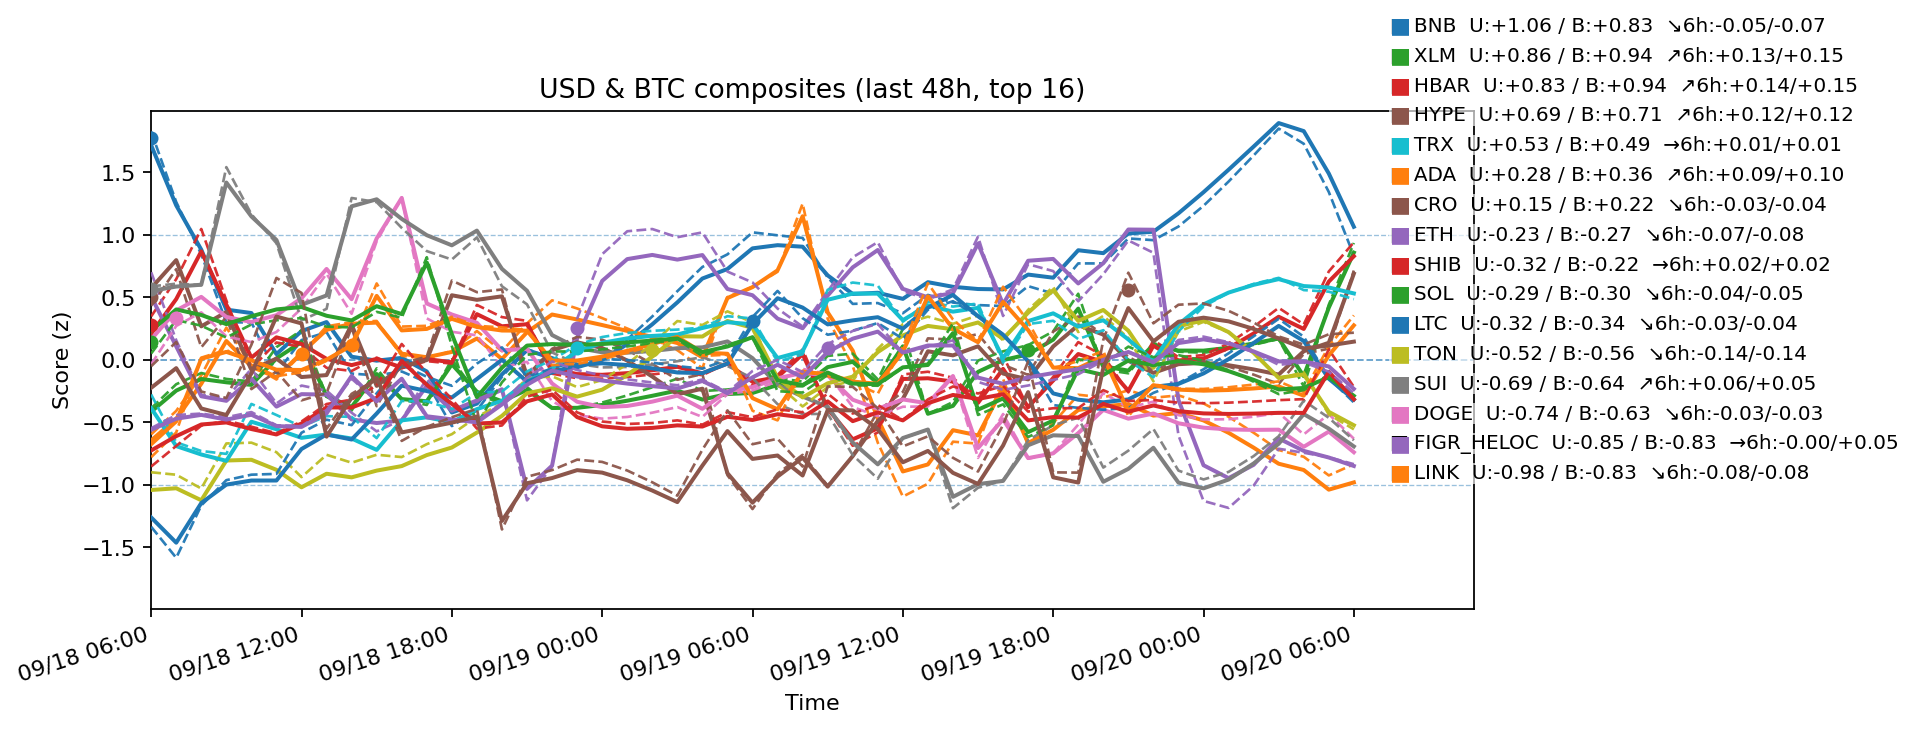 BNB  U:+1.06 / B:+0.83  ↘6h:-0.05/-0.07
XLM  U:+0.86 / B:+0.94  ↗6h:+0.13/+0.15
HBAR  U:+0.83 / B:+0.94  ↗6h:+0.14/+0.15
HYPE  U:+0.69 / B:+0.71  ↗6h:+0.12/+0.12
TRX  U:+0.53 / B:+0.49  →6h:+0.01/+0.01
ADA  U:+0.28 / B:+0.36  ↗6h:+0.09/+0.10
CRO  U:+0.15 / B:+0.22  ↘6h:-0.03/-0.04
ETH  U:-0.23 / B:-0.27  ↘6h:-0.07/-0.08
SHIB  U:-0.32 / B:-0.22  →6h:+0.02/+0.02
SOL  U:-0.29 / B:-0.30  ↘6h:-0.04/-0.05
LTC  U:-0.32 / B:-0.34  ↘6h:-0.03/-0.04
TON  U:-0.52 / B:-0.56  ↘6h:-0.14/-0.14
SUI  U:-0.69 / B:-0.64  ↗6h:+0.06/+0.05
DOGE  U:-0.74 / B:-0.63  ↘6h:-0.03/-0.03
FIGR_HELOC  U:-0.85 / B:-0.83  →6h:-0.00/+0.05
LINK  U:-0.98 / B:-0.83  ↘6h:-0.08/-0.08
USD & BTC composites (last 48h, top 16)
Score (z)
1.5
1.0
0.5
0.0
−0.5
−1.0
−1.5
09/18 06:00
09/18 12:00
09/18 18:00
09/19 00:00
09/19 06:00
09/19 12:00
09/19 18:00
09/20 00:00
09/20 06:00
Time